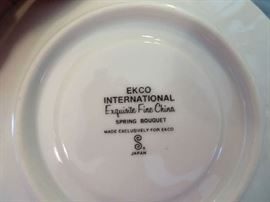 EKCO
INTERNATIONAL
Exquisite Fine China
SPRING BOUQUET
MADE EXCLUSIVELY FOR EKCO
S
JAPAN